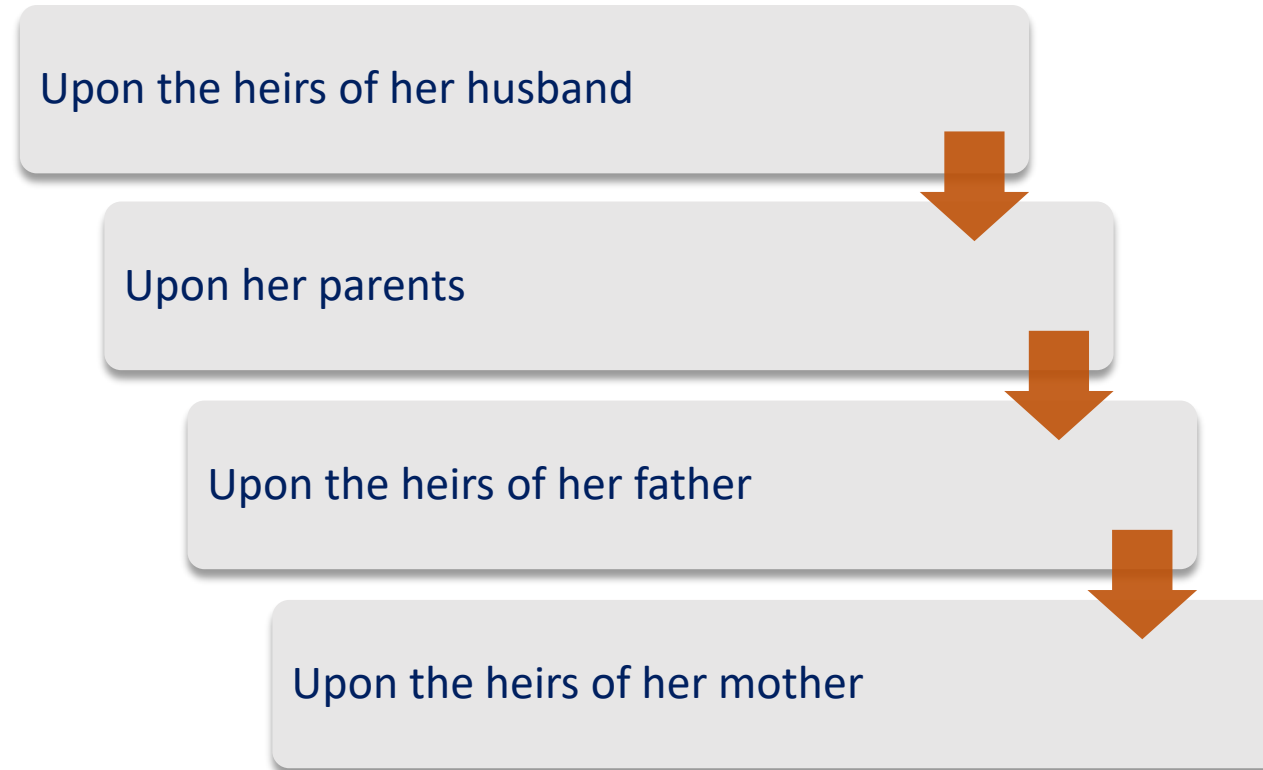 Upon the heirs of her husband
Upon her parents
Upon the heirs of her father
Upon the heirs of her mother